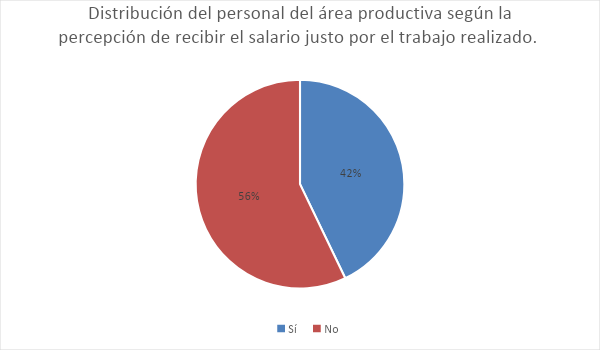 Distribución del personal del área productiva según la
percepción de recibir el salario justo por el trabajo realizado.
42%
56%
Sí No